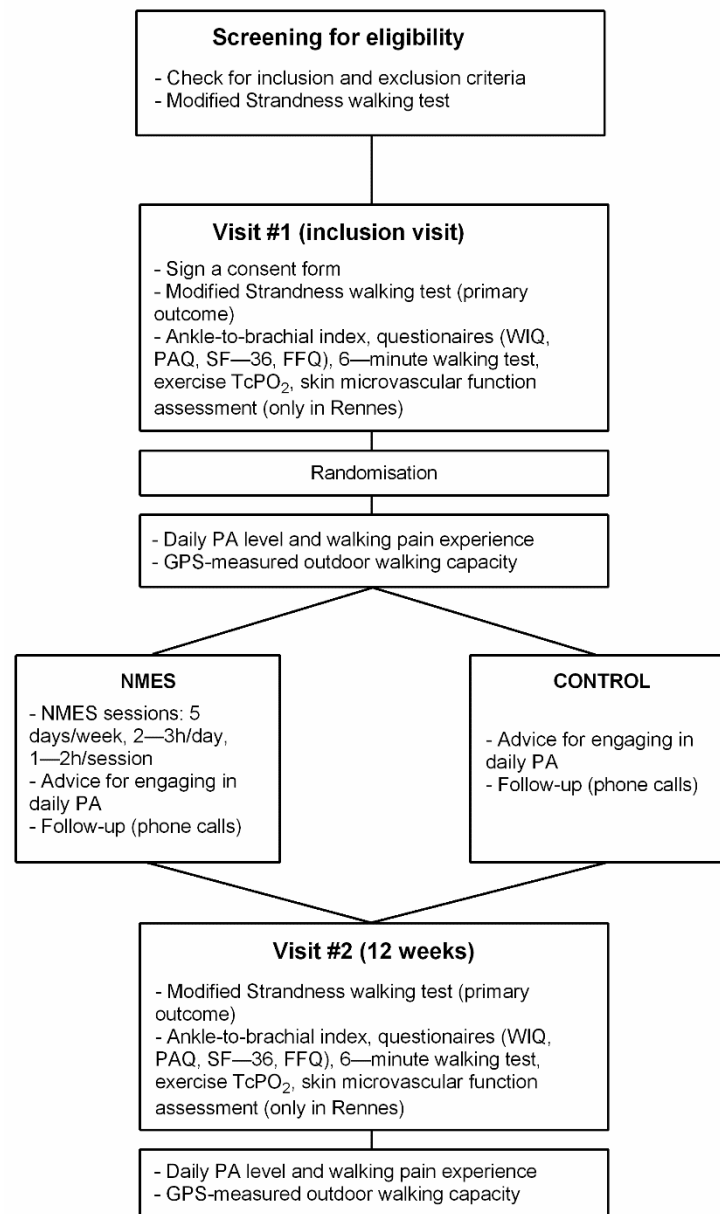 Screening for eligibility
- Check for inclusion and exclusion criteria
- Modified Strandness walking test
Visit #1 (inclusion visit)
- Sign a consent form
- Modified Strandness walking test (primary
outcome)
- Ankle-to-brachial index, questionaires (WIQ,
PAQ, SF—36, FFQ), 6—minute walking test,
exercise TcPO₂, skin microvascular function
assessment (only in Rennes)
Randomisation
- Daily PA level and walking pain experience
- GPS-measured outdoor walking capacity
NMES
- NMES sessions: 5
days/week, 2—3h/day,
1—2h/session
- Advice for engaging in
daily PA
- Follow-up (phone calls)
CONTROL
- Advice for engaging in
daily PA
- Follow-up (phone calls)
Visit #2 (12 weeks)
- Modified Strandness walking test (primary
outcome)
- Ankle-to-brachial index, questionaires (WIQ,
PAQ, SF—36, FFQ), 6—minute walking test,
exercise TcPO₂, skin microvascular function
assessment (only in Rennes)
- Daily PA level and walking pain experience
- GPS-measured outdoor walking capacity